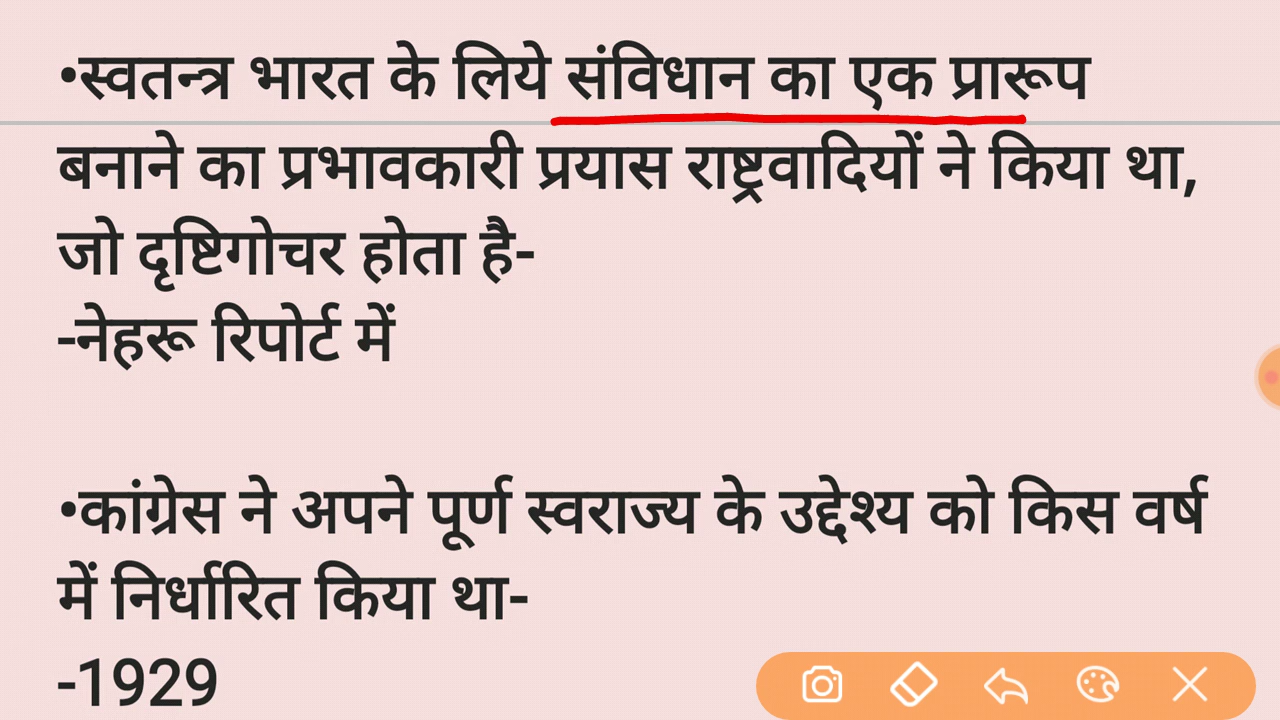 •स्वतन्त्र भारत के लिये संविधान का एक प्रारूप
बनाने का प्रभावकारी प्रयास राष्ट्रवादियों ने किया था,
जो दृष्टिगोचर होता है-
-नेहरू रिपोर्ट में
•कांग्रेस ने अपने पूर्ण स्वराज्य के उद्देश्य को किस वर्ष
में निर्धारित किया था-
-1929